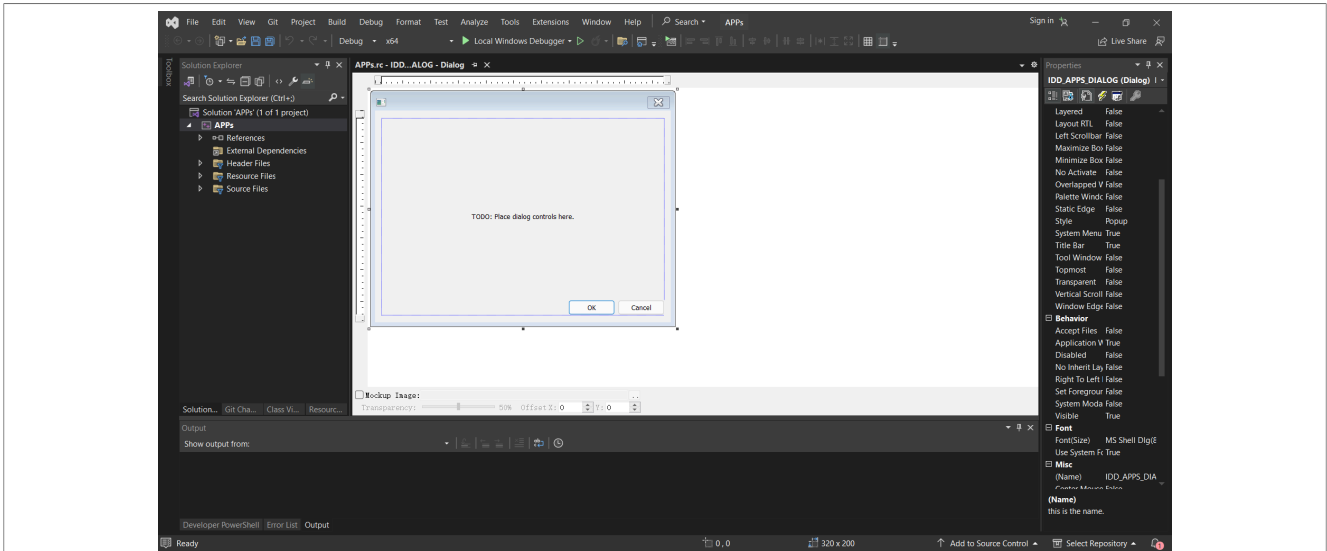 File Edit View Git Project Build Debug Format Test Analyze Tools Extensions Window Help Search APPs Sign in
Debug x64 Local Windows Debugger Live Share
Toolbox
Solution Explorer
Search Solution Explorer (Ctrl+;)
Solution 'APPs' (1 of 1 project)
APPs
References
External Dependencies
Header Files
Resource Files
Source Files
Solution... Git Cha... Class Vi... Resourc...
APPs.rc - IDD...ALOG - Dialog
TODO: Place dialog controls here.
OK Cancel
Mockup Image: ..
Transparency: 50% Offset X: 0 Y: 0
Properties
IDD_APPS_DIALOG (Dialog) I
Layered False
Layout RTL False
Left Scrollbar False
Maximize Box False
Minimize Box False
No Activate False
Overlapped W False
Palette Windo False
Static Edge False
Style Popup
System Menu True
Title Bar True
Tool Window False
Topmost False
Transparent False
Vertical Scroll False
Window Edge False
Behavior
Accept Files False
Application W True
Disabled False
No Inherit Lay False
Right To Left False
Set Foregrour False
System Moda False
Visible True
Font
Font(Size) MS Shell Dlg(8
Use System Fo True
Misc
(Name) IDD_APPS_DIA
Center Mouse False
(Name)
this is the name.
Output
Show output from:
Developer PowerShell Error List Output
Ready 0 , 0 320 x 200 Add to Source Control Select Repository